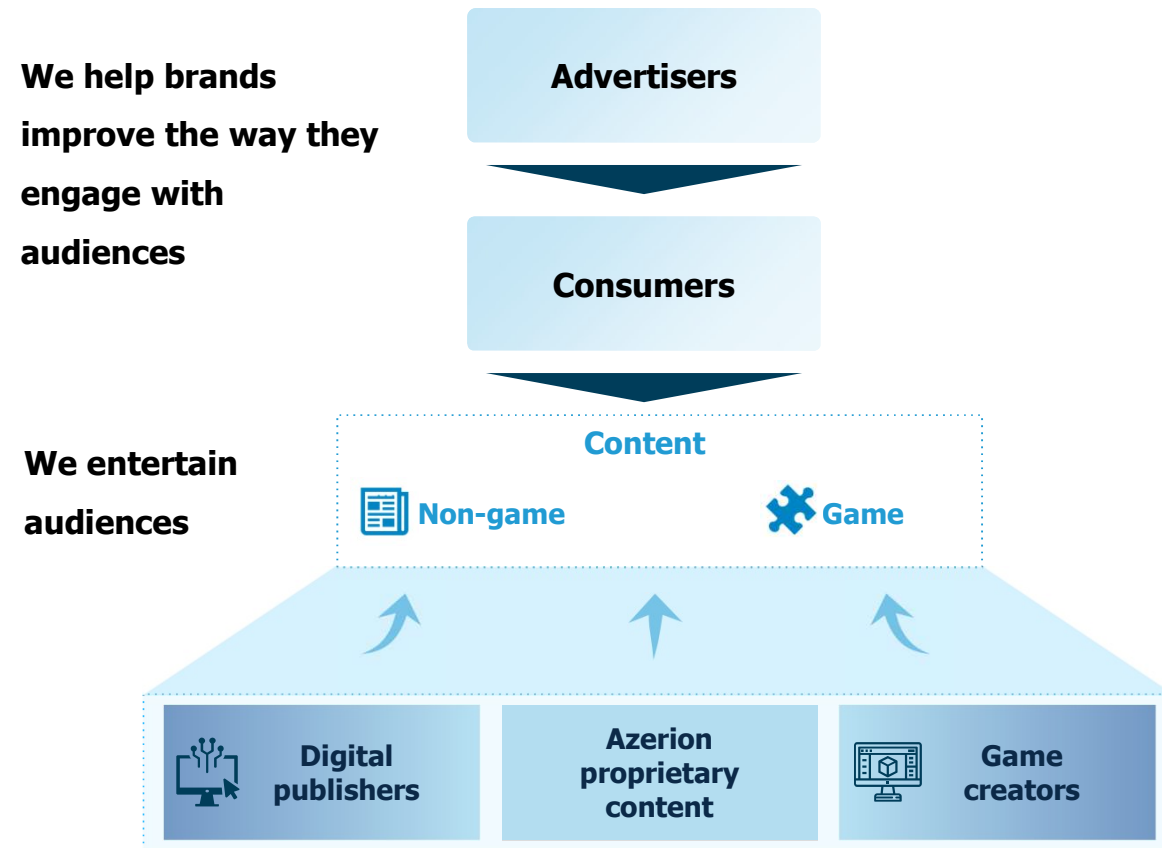 We help brands
improve the way they
engage with
audiences
Advertisers
Consumers
We entertain
audiences
Content
Non-game
Game
Digital
publishers
Azerion
proprietary
content
Game
creators